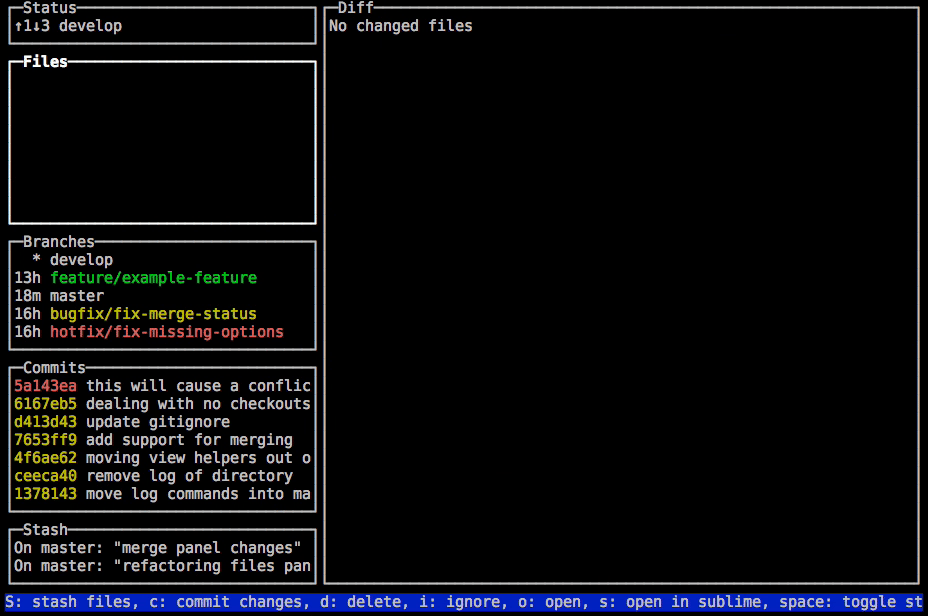 Status
↑1↓3 develop
Files
Branches
* develop
13h feature/example-feature
18m master
16h bugfix/fix-merge-status
16h hotfix/fix-missing-options
Commits
5a143ea this will cause a conflic
6167eb5 dealing with no checkouts
d413d43 update gitignore
7653ff9 add support for merging
4f6ae62 moving view helpers out o
ceeca40 remove log of directory
1378143 move log commands into ma
Stash
On master: "merge panel changes"
On master: "refactoring files pan
Diff
No changed files
S: stash files, c: commit changes, d: delete, i: ignore, o: open, s: open in sublime, space: toggle st